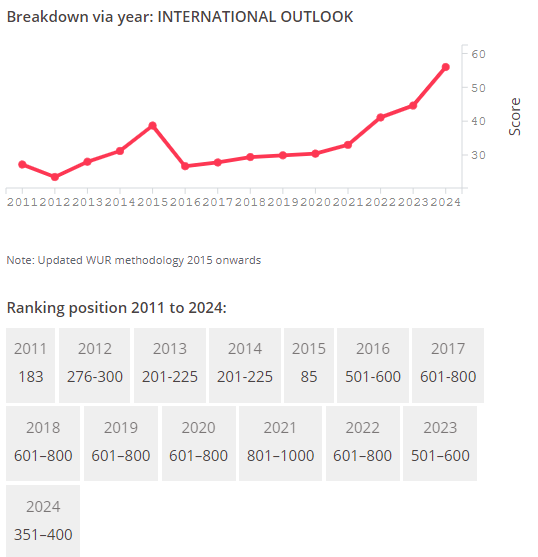 Breakdown via year: INTERNATIONAL OUTLOOK
60
50
40
30
Score
2011 2012 2013 2014 2015 2016 2017 2018 2019 2020 2021 2022 2023 2024
Note: Updated WUR methodology 2015 onwards
Ranking position 2011 to 2024:
2011 2012 2013 2014 2015 2016 2017
183 276-300 201-225 201-225 85 501-600 601-800
2018 2019 2020 2021 2022 2023
601–800 601–800 601–800 801–1000 601–800 501–600
2024
351–400